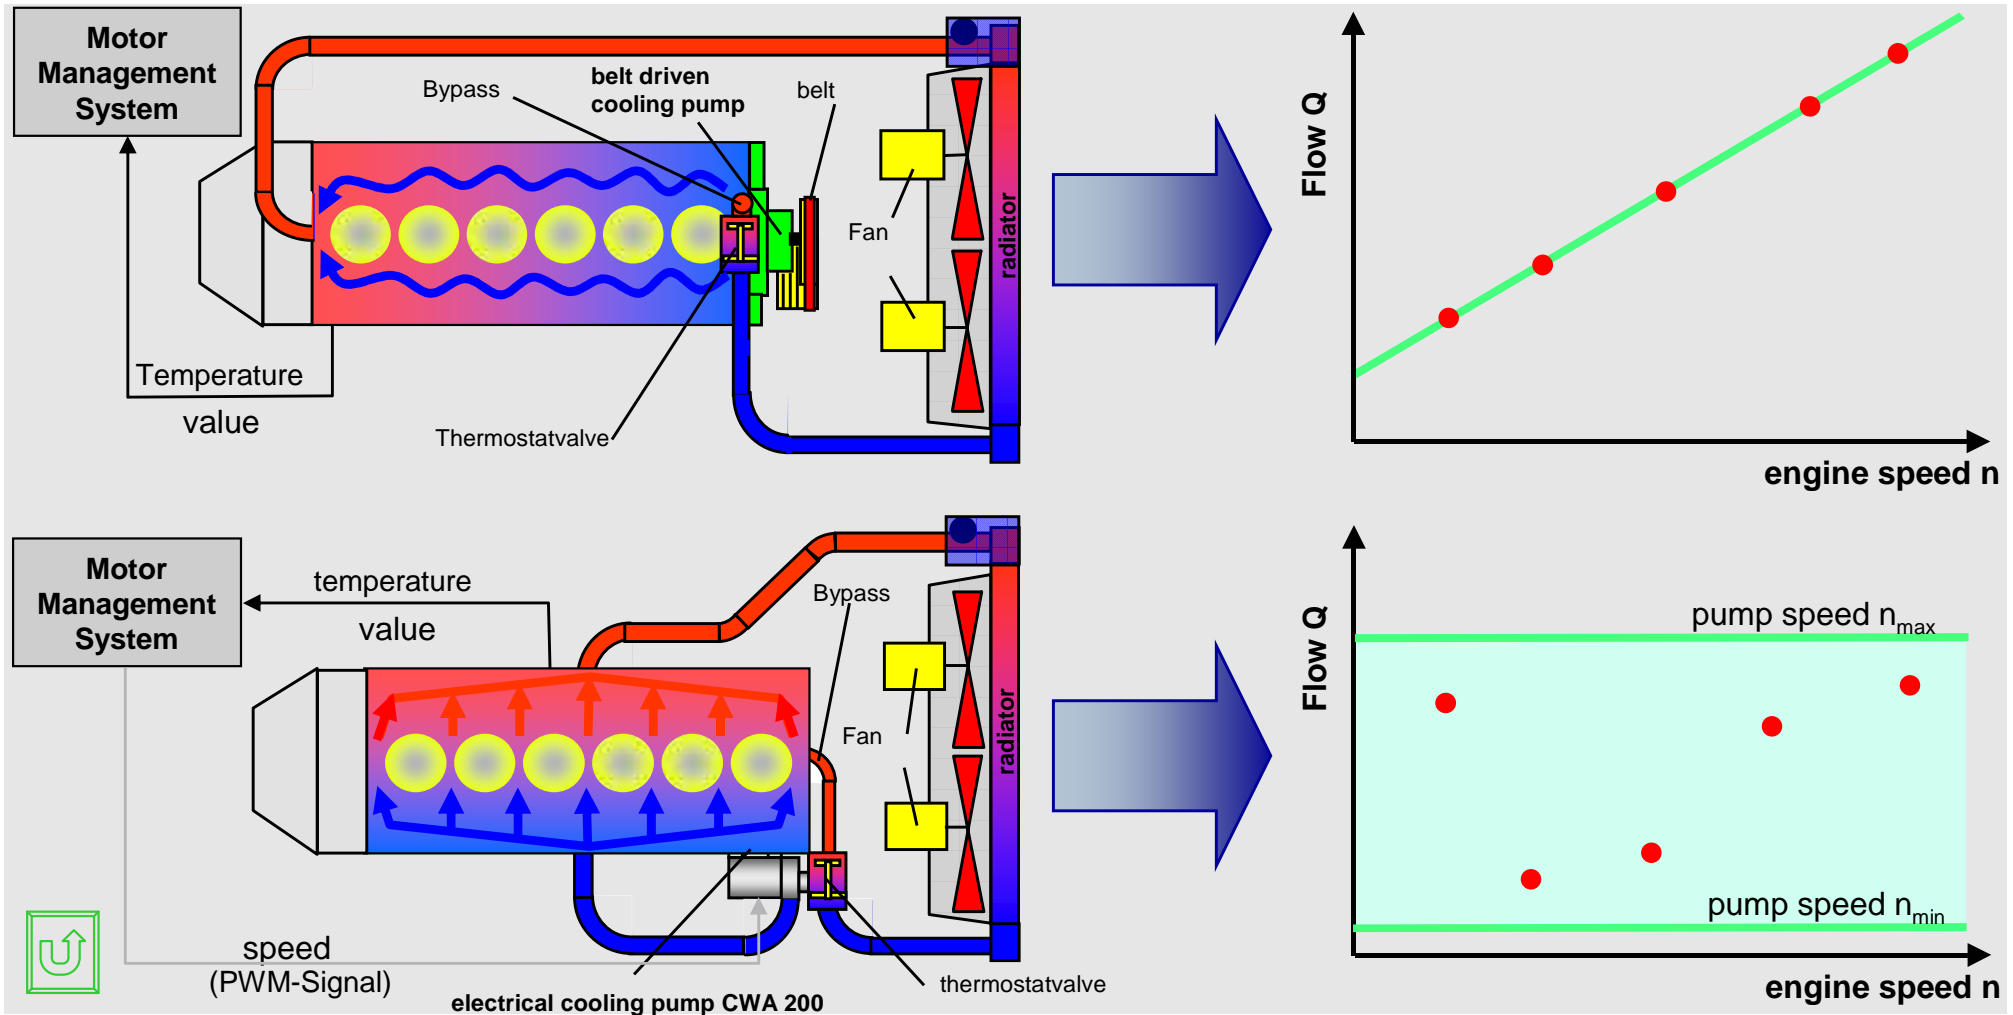 Motor
Management
System
Bypass
belt driven
cooling pump
belt
Fan
radiator
Temperature
value
Thermostatvalve
Flow Q
engine speed n
Motor
Management
System
temperature
value
Bypass
Fan
radiator
speed
(PWM-Signal)
electrical cooling pump CWA 200
thermostatvalve
Flow Q
pump speed nmax
pump speed nmin
engine speed n